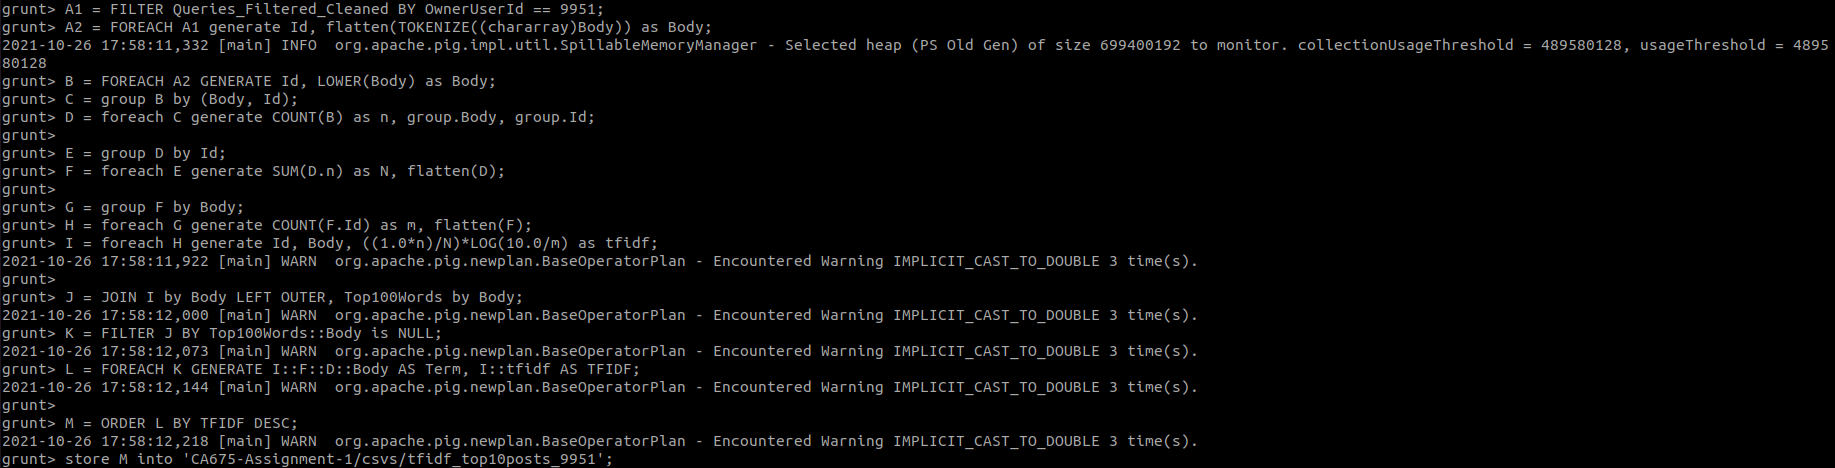 grunt> A1 = FILTER Queries_Filtered_Cleaned BY OwnerUserId == 9951;
grunt> A2 = FOREACH A1 generate Id, flatten(TOKENIZE((chararray)Body)) as Body;
2021-10-26 17:58:11,332 [main] INFO  org.apache.pig.impl.util.SpillableMemoryManager - Selected heap (PS Old Gen) of size 699400192 to monitor. collectionUsageThreshold = 489580128, usageThreshold = 4895
80128
grunt> B = FOREACH A2 GENERATE Id, LOWER(Body) as Body;
grunt> C = group B by (Body, Id);
grunt> D = foreach C generate COUNT(B) as n, group.Body, group.Id;
grunt>
grunt> E = group D by Id;
grunt> F = foreach E generate SUM(D.n) as N, flatten(D);
grunt>
grunt> G = group F by Body;
grunt> H = foreach G generate COUNT(F.Id) as m, flatten(F);
grunt> I = foreach H generate Id, Body, ((1.0*n)/N)*LOG(10.0/m) as tfidf;
2021-10-26 17:58:11,922 [main] WARN  org.apache.pig.newplan.BaseOperatorPlan - Encountered Warning IMPLICIT_CAST_TO_DOUBLE 3 time(s).
grunt>
grunt> J = JOIN I by Body LEFT OUTER, Top100Words by Body;
2021-10-26 17:58:12,000 [main] WARN  org.apache.pig.newplan.BaseOperatorPlan - Encountered Warning IMPLICIT_CAST_TO_DOUBLE 3 time(s).
grunt> K = FILTER J BY Top100Words::Body is NULL;
2021-10-26 17:58:12,073 [main] WARN  org.apache.pig.newplan.BaseOperatorPlan - Encountered Warning IMPLICIT_CAST_TO_DOUBLE 3 time(s).
grunt> L = FOREACH K GENERATE I::F::D::Body AS Term, I::tfidf AS TFIDF;
2021-10-26 17:58:12,144 [main] WARN  org.apache.pig.newplan.BaseOperatorPlan - Encountered Warning IMPLICIT_CAST_TO_DOUBLE 3 time(s).
grunt>
grunt> M = ORDER L BY TFIDF DESC;
2021-10-26 17:58:12,218 [main] WARN  org.apache.pig.newplan.BaseOperatorPlan - Encountered Warning IMPLICIT_CAST_TO_DOUBLE 3 time(s).
grunt> store M into 'CA675-Assignment-1/csvs/tfidf_top10posts_9951';